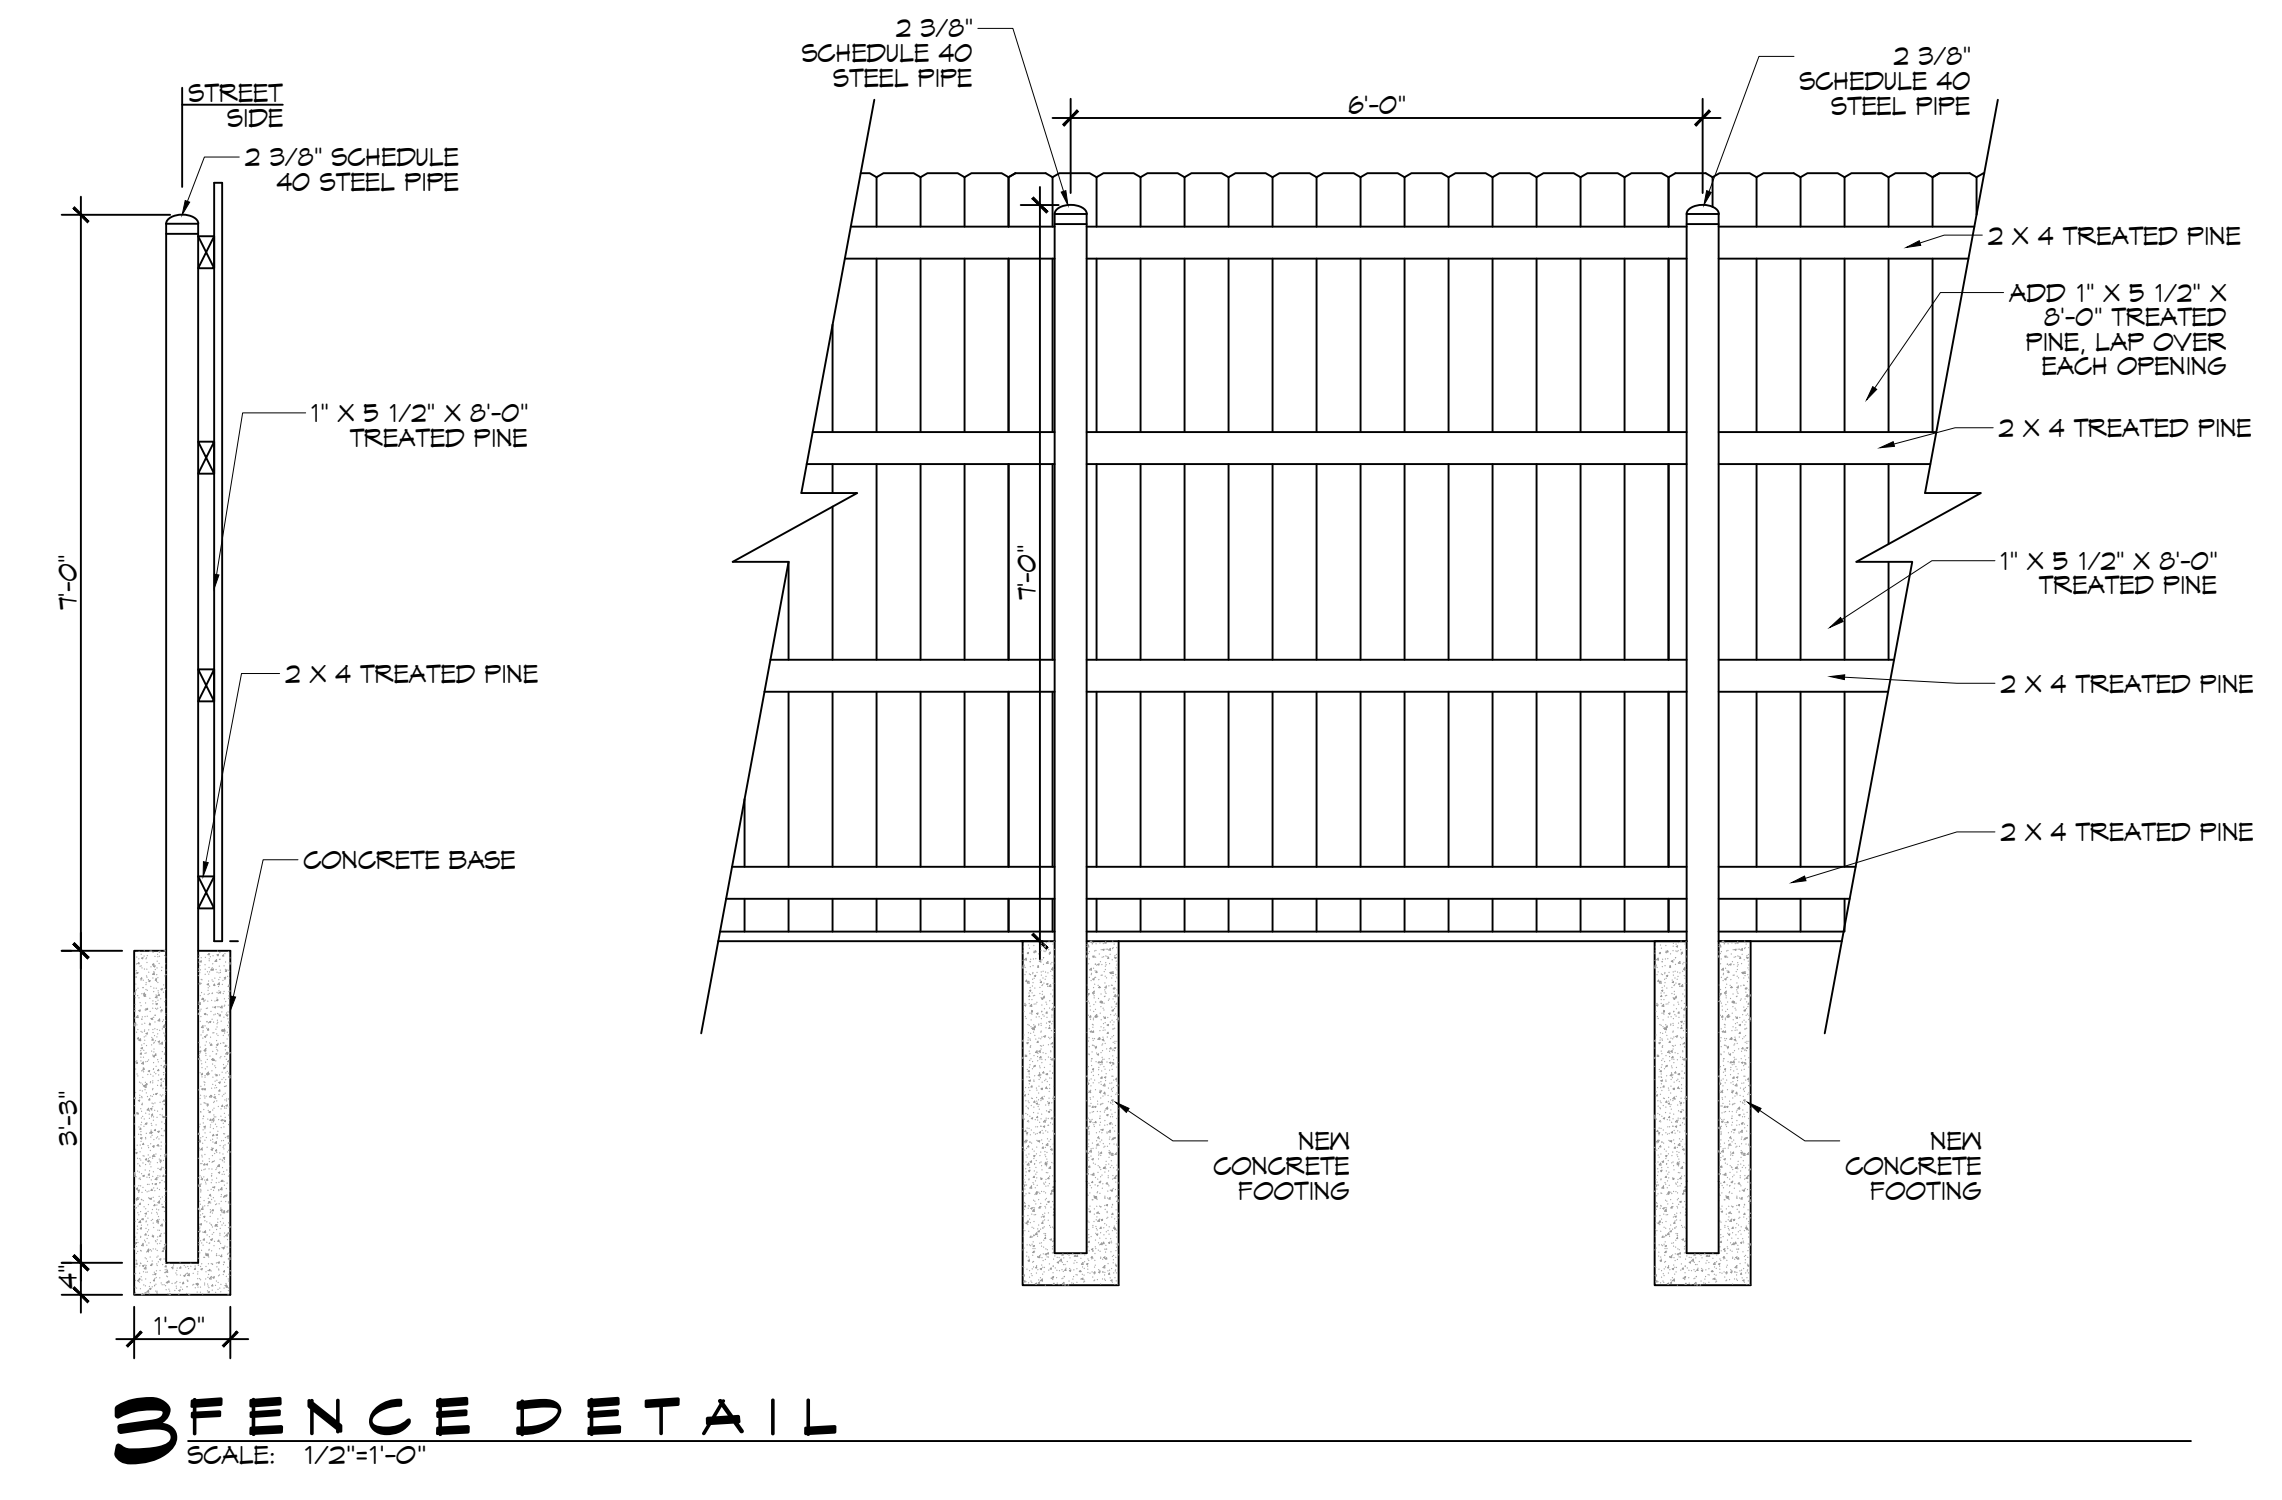 STREET
SIDE
2 3/8" SCHEDULE
40 STEEL PIPE
7'-0"
1" X 5 1/2" X 8'-0"
TREATED PINE
2 X 4 TREATED PINE
CONCRETE BASE
3'-3"
4"
1'-0"
2 3/8"
SCHEDULE 40
STEEL PIPE
6'-0"
2 3/8"
SCHEDULE 40
STEEL PIPE
7'-0"
2 X 4 TREATED PINE
ADD 1" X 5 1/2" X
8'-0" TREATED
PINE, LAP OVER
EACH OPENING
2 X 4 TREATED PINE
1" X 5 1/2" X 8'-0"
TREATED PINE
2 X 4 TREATED PINE
2 X 4 TREATED PINE
NEW
CONCRETE
FOOTING
NEW
CONCRETE
FOOTING
3 FENCE DETAIL
SCALE: 1/2"=1'-0"